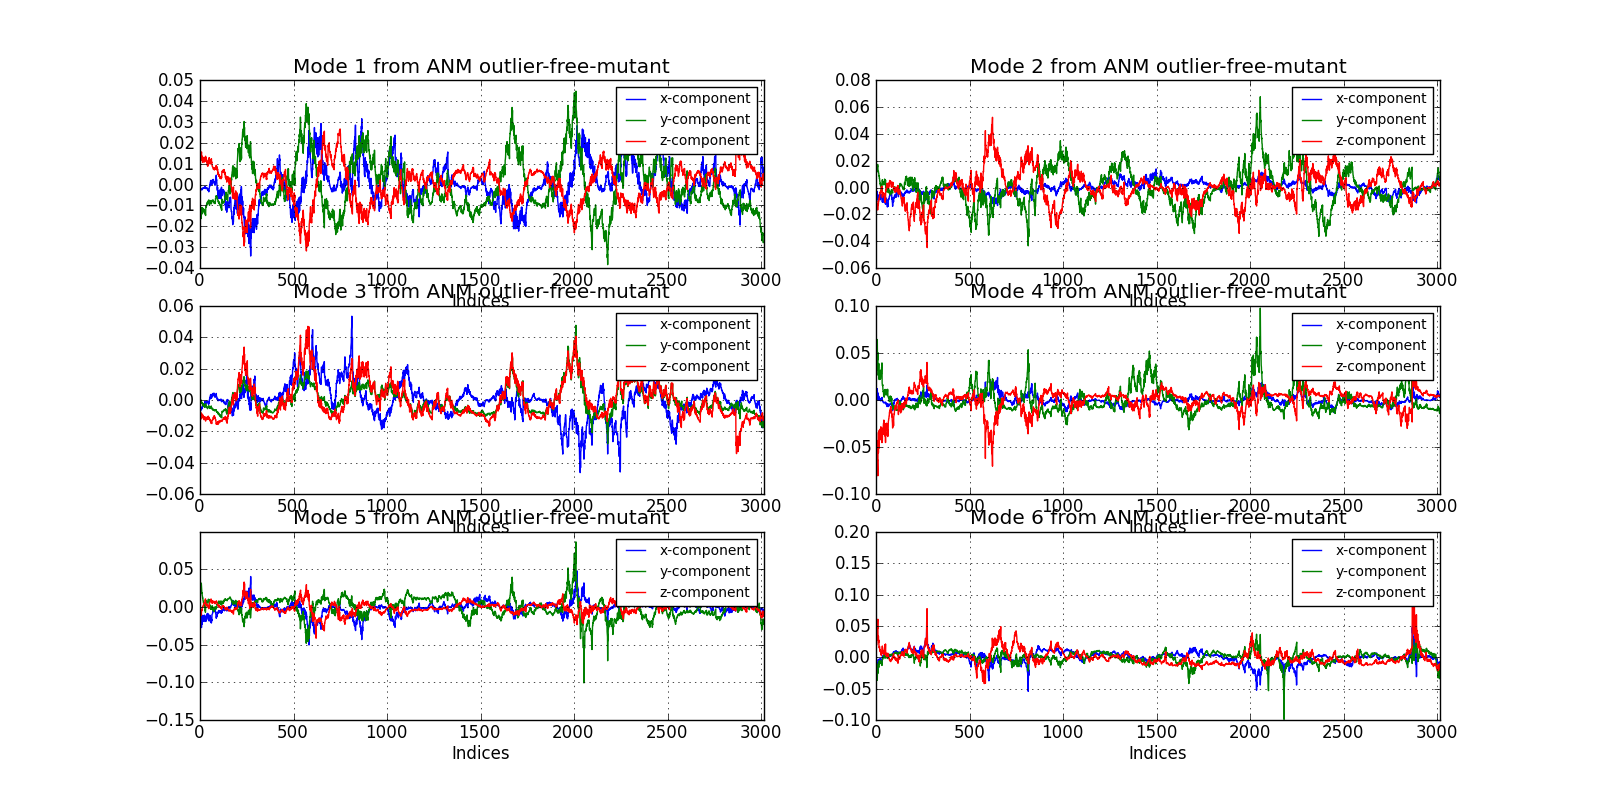 Mode 1 from ANM outlier-free-mutant
0.05
0.04
0.03
0.02
0.01
0.00
−0.01
−0.02
−0.03
−0.04
x-component
y-component
z-component
0 500 1000 1500 2000 2500 3000
Indices
Mode 2 from ANM outlier-free-mutant
0.08
0.06
0.04
0.02
0.00
−0.02
−0.04
−0.06
x-component
y-component
z-component
0 500 1000 1500 2000 2500 3000
Indices
Mode 3 from ANM outlier-free-mutant
0.06
0.04
0.02
0.00
−0.02
−0.04
−0.06
x-component
y-component
z-component
0 500 1000 1500 2000 2500 3000
Indices
Mode 4 from ANM outlier-free-mutant
0.10
0.05
0.00
−0.05
−0.10
x-component
y-component
z-component
0 500 1000 1500 2000 2500 3000
Indices
Mode 5 from ANM outlier-free-mutant
0.05
0.00
−0.05
−0.10
−0.15
x-component
y-component
z-component
0 500 1000 1500 2000 2500 3000
Indices
Mode 6 from ANM outlier-free-mutant
0.20
0.15
0.10
0.05
0.00
−0.05
−0.10
x-component
y-component
z-component
0 500 1000 1500 2000 2500 3000
Indices